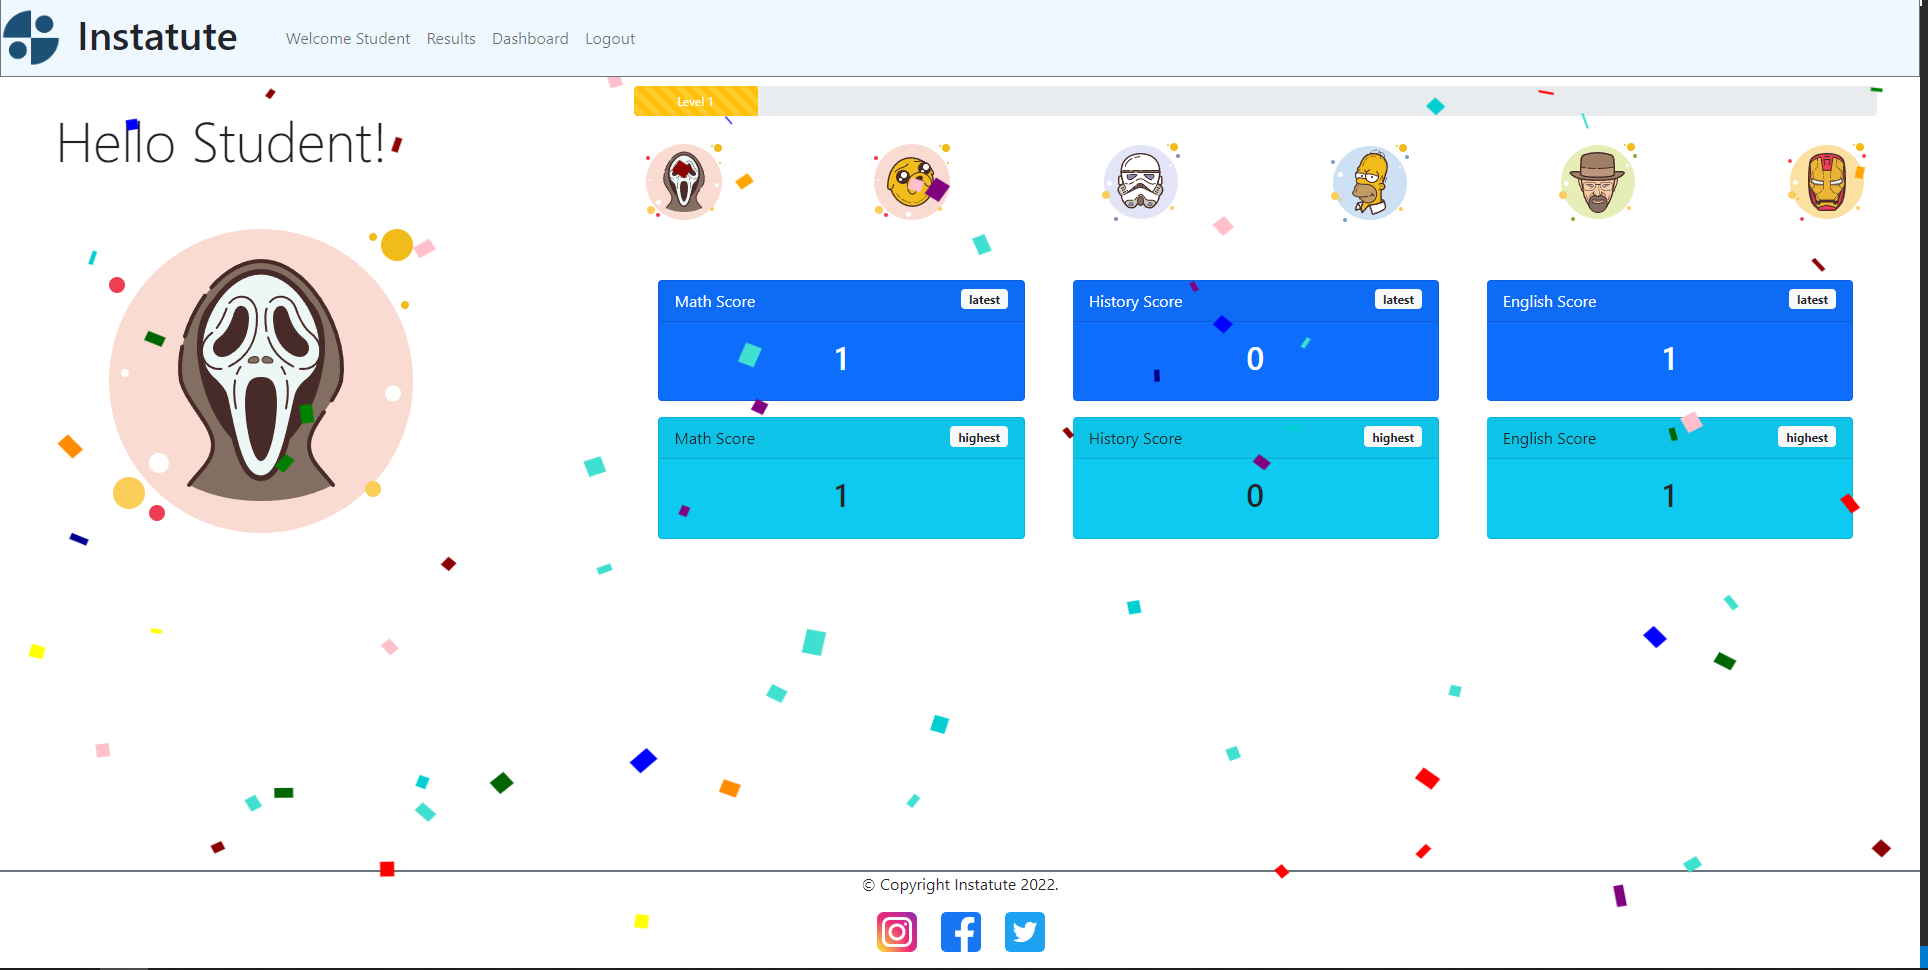 Instatute
Welcome Student Results Dashboard Logout
Level 1
Hello Student!
Math Score latest
1
History Score latest
0
English Score latest
1
Math Score highest
1
History Score highest
0
English Score highest
1
© Copyright Instatute 2022.